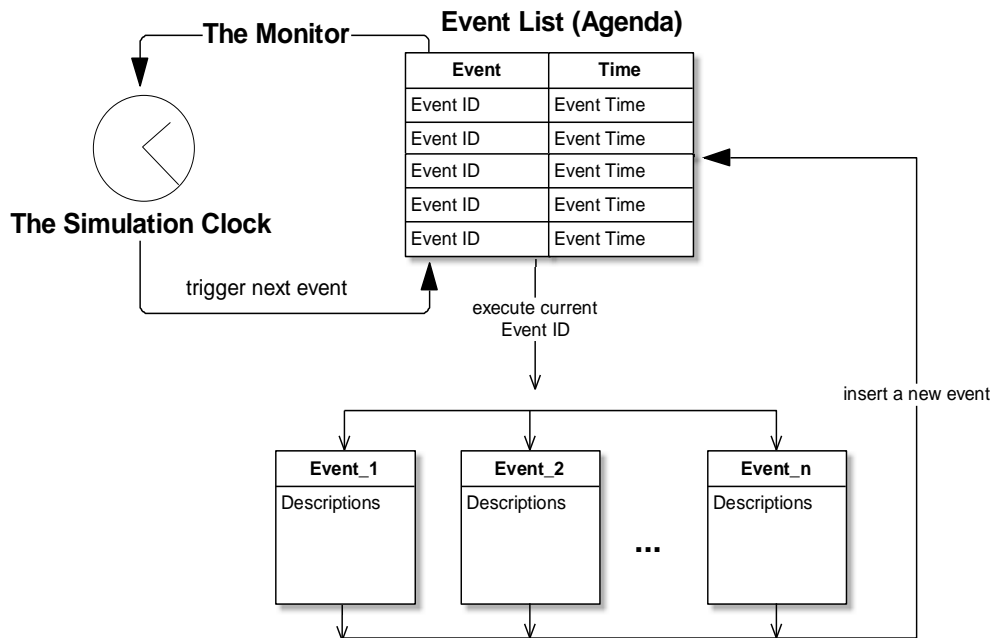 Event List (Agenda)
The Monitor
Event Time
Event ID Event Time
Event ID Event Time
Event ID Event Time
Event ID Event Time
Event ID Event Time
The Simulation Clock
trigger next event
execute current
Event ID
insert a new event
Event_1 Event_2 Event_n
Descriptions Descriptions Descriptions
...